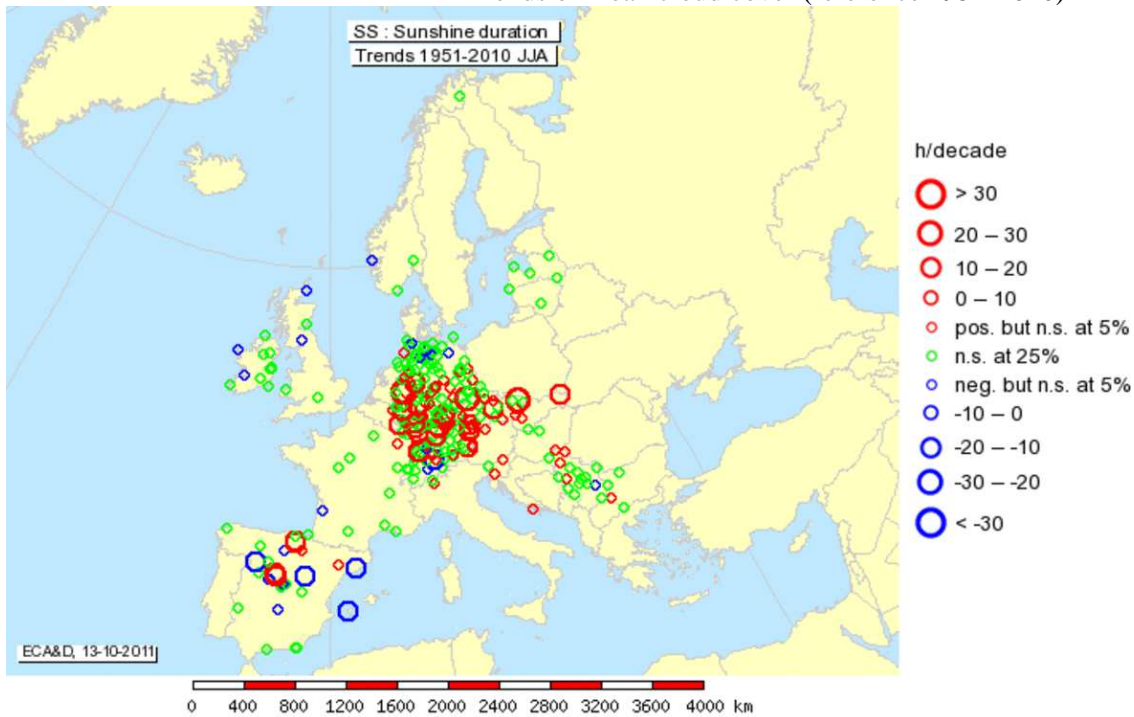 SS : Sunshine duration
Trends 1951-2010 JJA
h/decade
> 30
20 – 30
10 – 20
0 – 10
pos. but n.s. at 5%
n.s. at 25%
neg. but n.s. at 5%
-10 – 0
-20 – -10
-30 – -20
< -30
ECA&D, 13-10-2011
0 400 800 1200 1600 2000 2400 2800 3200 3600 4000 km